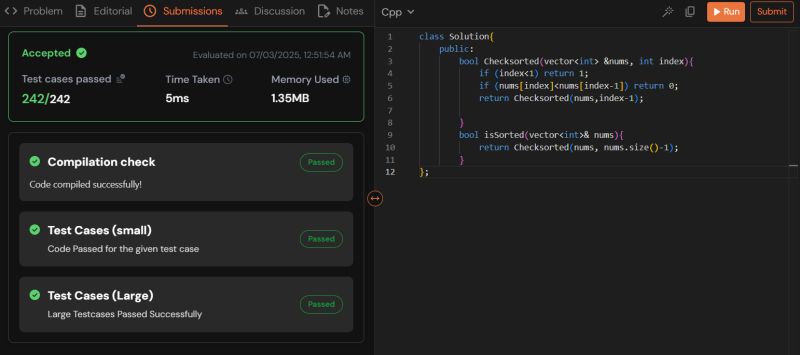 Problem
Editorial
Submissions
Discussion
Notes
Accepted
Evaluated on 07/03/2025, 12:51:54 AM
Test cases passed
Time Taken
Memory Used
242/242
5ms
1.35MB
Compilation check
Passed
Code compiled successfully!
Test Cases (small)
Passed
Code Passed for the given test case
Test Cases (Large)
Passed
Large Testcases Passed Successfully
Cpp
Run
Submit
1 class Solution{
2 public:
3 bool Checksorted(vector<int> &nums, int index){
4 if (index<1) return 1;
5 if (nums[index]<nums[index-1]) return 0;
6 return Checksorted(nums,index-1);
7
8 }
9 bool isSorted(vector<int>& nums){
10 return Checksorted(nums, nums.size()-1);
11 }
12 };